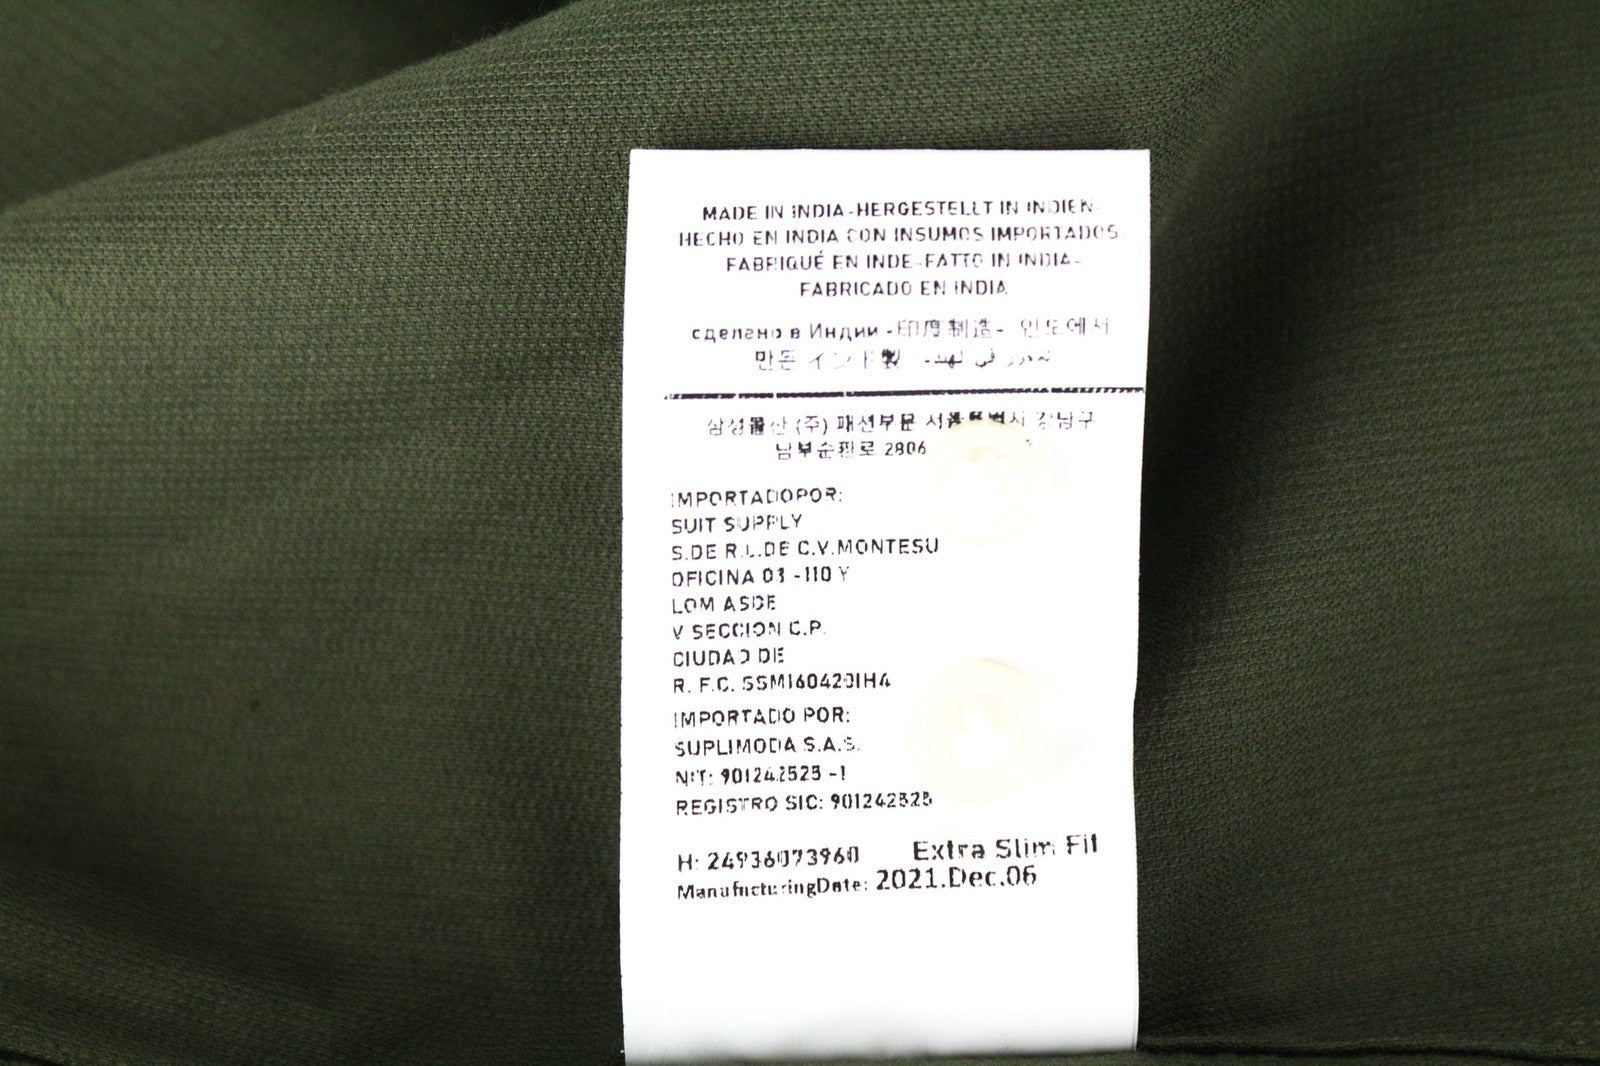 MADE IN INDIA-HERGESTELLT IN INDIEN-
HECHO EN INDIA CON INSUMOS IMPORTADOS-
FABRIQUÉ EN INDE-FATTO IN INDIA-
FABRICADO EN INDIA
сделано в Индии -印度制造- 인도에서
만든 インド製 -
삼성물산 (주) 패션부문 서울특별시 강남구
남부순환로 2806
IMPORTADOPOR:
SUIT SUPPLY
S.DE R.L.DE C.V.MONTESU
OFICINA 03 -110 Y
LOM ASDE
V SECCION C.P.
CIUDAD DE
R. F.C. SSM160420IH4
IMPORTADO POR:
SUPLIMODA S.A.S.
NIT: 901242525 -1
REGISTRO SIC: 901242525
H: 24936073960 Extra Slim Fit
ManufacturingDate: 2021.Dec.06